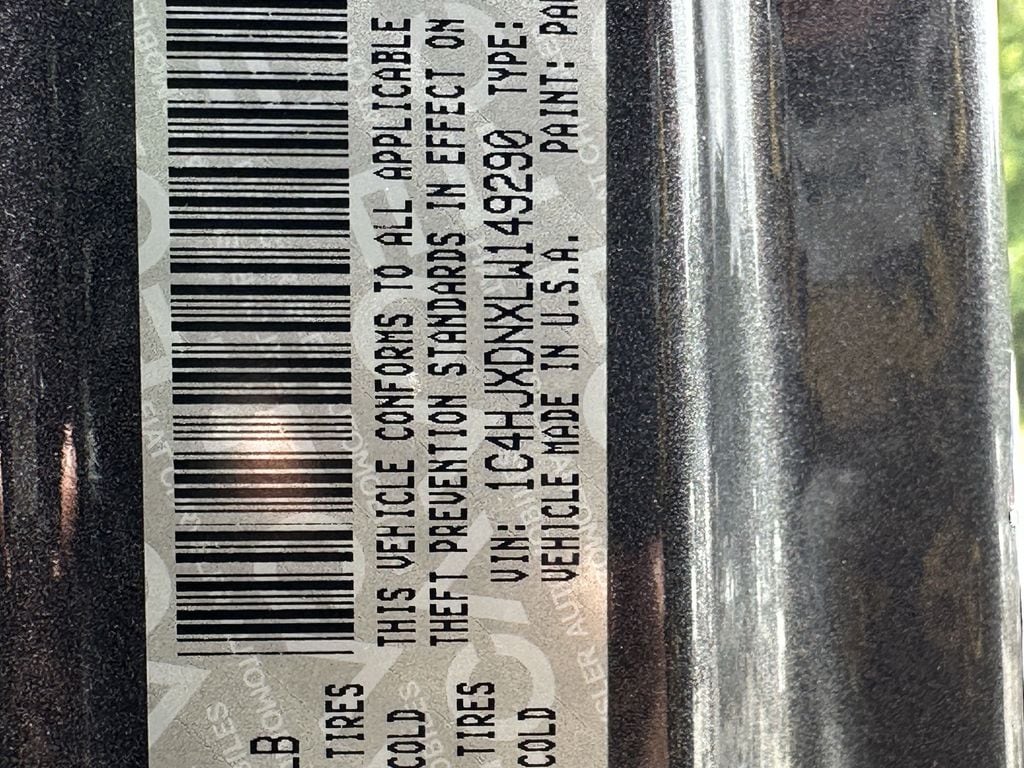 THIS VEHICLE CONFORMS TO ALL APPLICABLE
THEFT PREVENTION STANDARDS IN EFFECT ON
VIN: 1C4HJXDNXLW149290 TYPE:
VEHICLE MADE IN U.S.A. PAINT: PA
LB
TIRES
COLD
TIRES
COLD